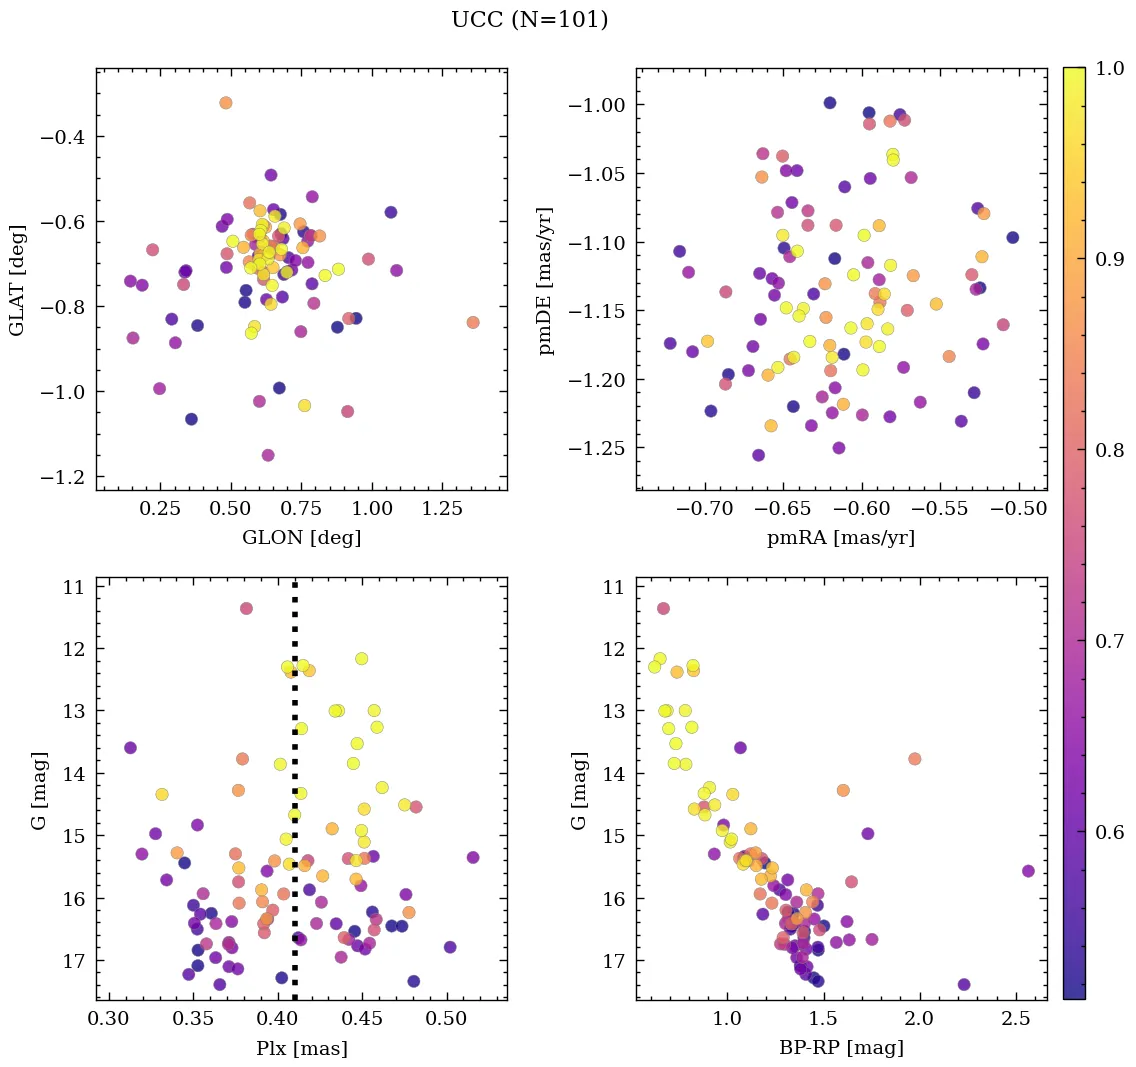 UCC (N=101)
−0.4
−0.6
−0.8
−1.0
−1.2
GLAT [deg]
0.25 0.50 0.75 1.00 1.25
GLON [deg]
−1.00
−1.05
−1.10
−1.15
−1.20
−1.25
pmDE [mas/yr]
−0.70 −0.65 −0.60 −0.55 −0.50
pmRA [mas/yr]
1.0
0.9
0.8
0.7
0.6
11
12
13
14
15
16
17
G [mag]
0.30 0.35 0.40 0.45 0.50
Plx [mas]
11
12
13
14
15
16
17
G [mag]
1.0 1.5 2.0 2.5
BP-RP [mag]